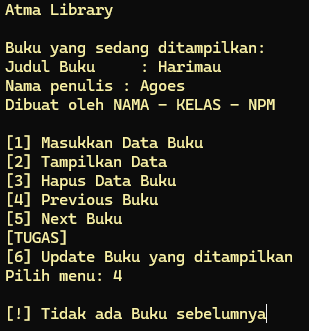 Atma Library
Buku yang sedang ditampilkan:
Judul Buku     : Harimau
Nama penulis : Agoes
Dibuat oleh NAMA – KELAS – NPM
[1] Masukkan Data Buku
[2] Tampilkan Data
[3] Hapus Data Buku
[4] Previous Buku
[5] Next Buku
[TUGAS]
[6] Update Buku yang ditampilkan
Pilih menu: 4
[!] Tidak ada Buku sebelumnya